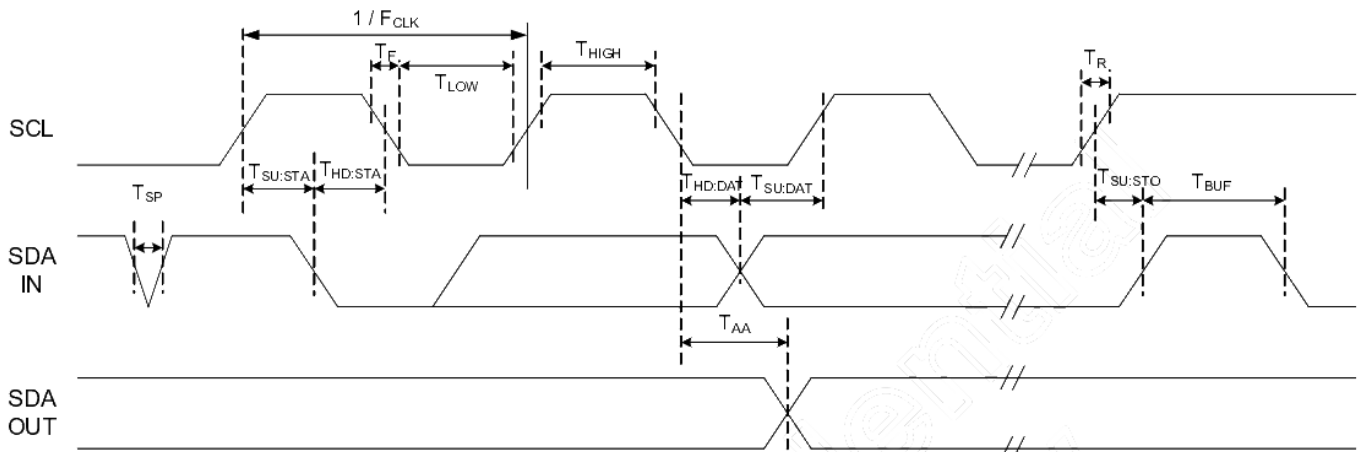 1 / FCLK
TF
TLOW
THIGH
TR
SCL
TSU:STA
THD:STA
THD:DAT
TSU:DAT
TSU:STO
TBUF
TSP
SDA
IN
TAA
SDA
OUT
ential